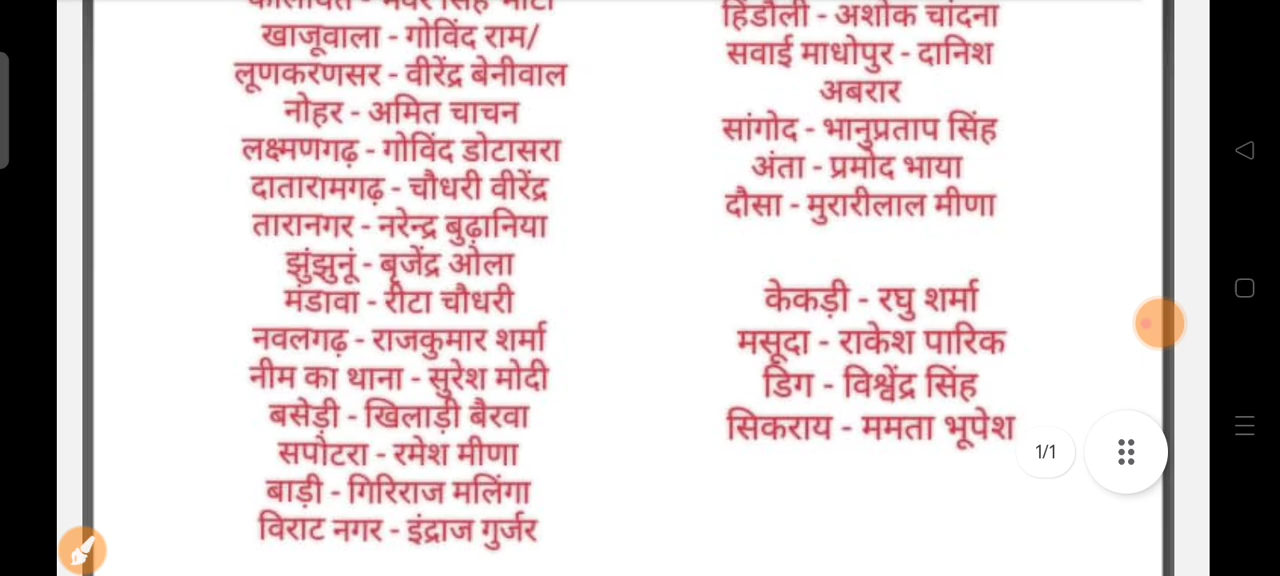 खाजूवाला - गोविंद राम/
लूणकरणसर - वीरेंद्र बेनीवाल
नोहर - अमित चाचन
लक्ष्मणगढ़ - गोविंद डोटासरा
दातारामगढ़ - चौधरी वीरेंद्र
तारानगर - नरेन्द्र बुढ़ानिया
झुंझुनूं - बृजेंद्र ओला
मंडावा - रीटा चौधरी
नवलगढ़ - राजकुमार शर्मा
नीम का थाना - सुरेश मोदी
बसेड़ी - खिलाड़ी बैरवा
सपोटरा - रमेश मीणा
बाड़ी - गिरिराज मलिंगा
विराट नगर - इंद्राज गुर्जर
हिंडौली - अशोक चांदना
सवाई माधोपुर - दानिश
अबरार
सांगोद - भानुप्रताप सिंह
अंता - प्रमोद भाया
दौसा - मुरारीलाल मीणा
केकड़ी - रघु शर्मा
मसूदा - राकेश पारिक
डिग - विश्वेंद्र सिंह
सिकराय - ममता भूपेश
1/1